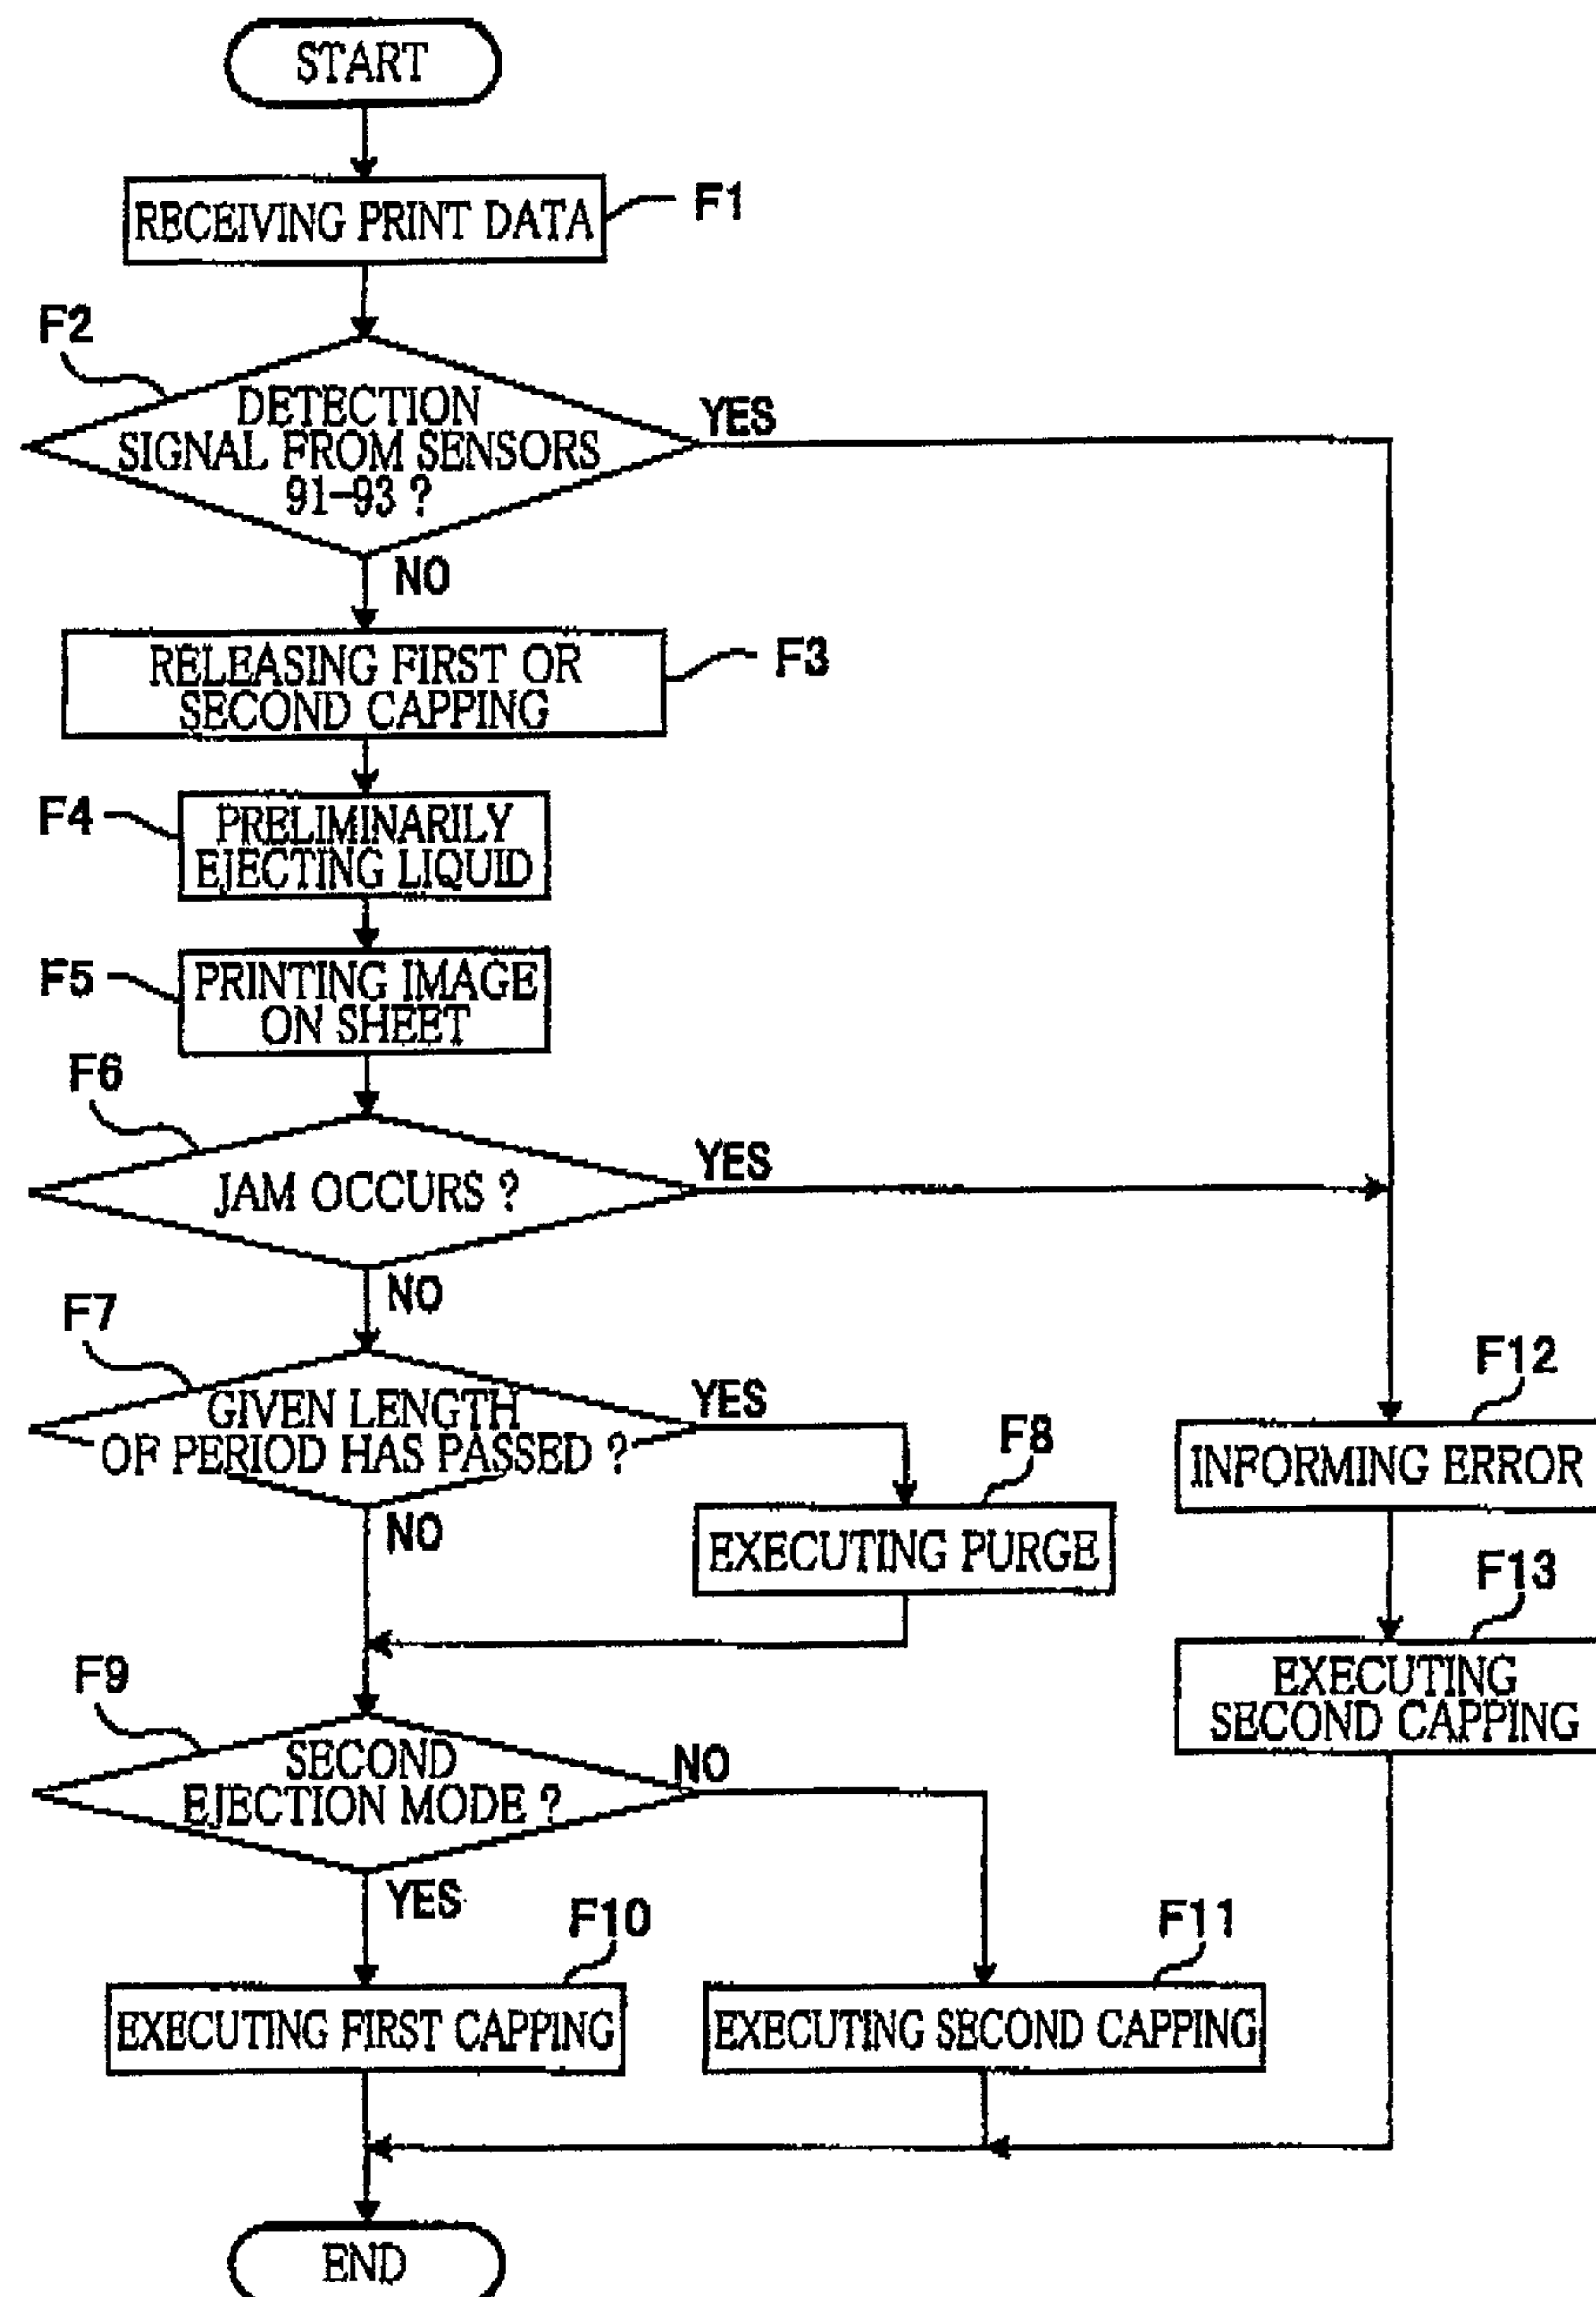 START
RECEIVING PRINT DATA
F1
F2
DETECTION
SIGNAL FROM SENSORS
91-93 ?
YES
NO
RELEASING FIRST OR
SECOND CAPPING
F3
F4
PRELIMINARILY
EJECTING LIQUID
F5
PRINTING IMAGE
ON SHEET
F6
JAM OCCURS ?
YES
NO
F7
GIVEN LENGTH
OF PERIOD HAS PASSED ?
YES
NO
F8
EXECUTING PURGE
F12
INFORMING ERROR
F13
EXECUTING
SECOND CAPPING
F9
SECOND
EJECTION MODE ?
NO
YES
F10
EXECUTING FIRST CAPPING
F11
EXECUTING SECOND CAPPING
END